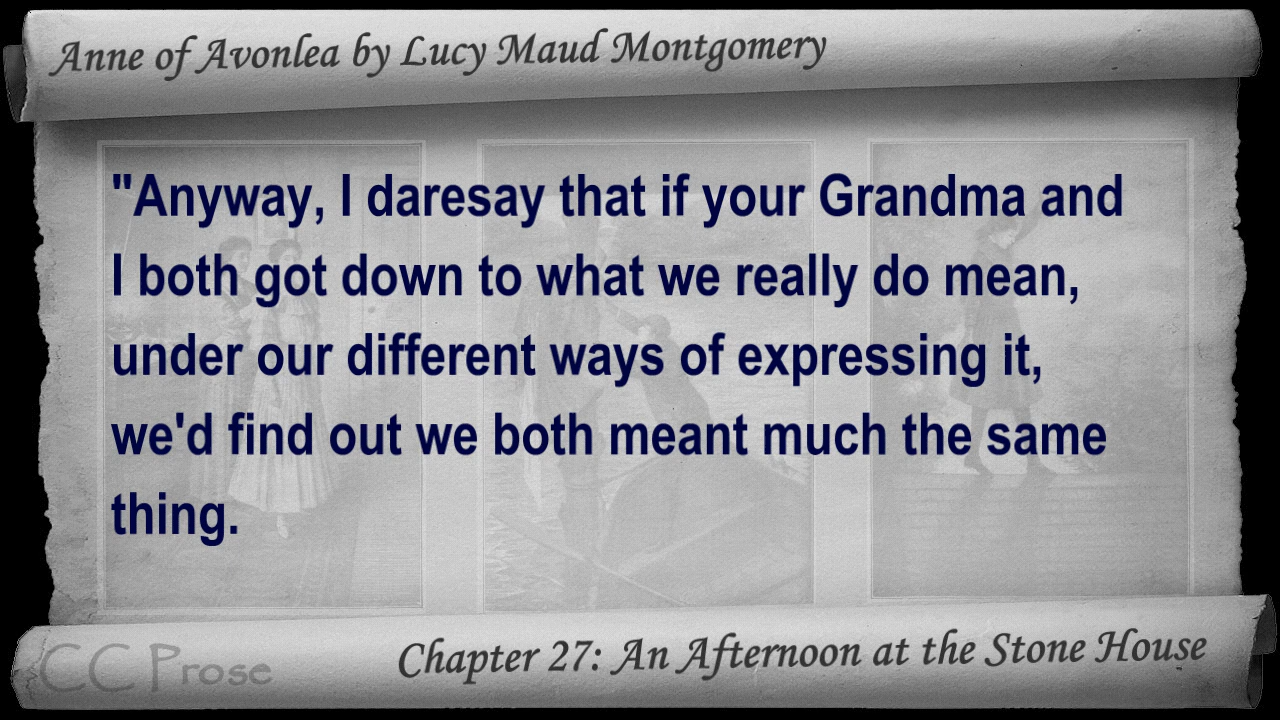 Anne of Avonlea by Lucy Maud Montgomery
"Anyway, I daresay that if your Grandma and
I both got down to what we really do mean,
under our different ways of expressing it,
we'd find out we both meant much the same
thing.
CC Prose
Chapter 27: An Afternoon at the Stone House